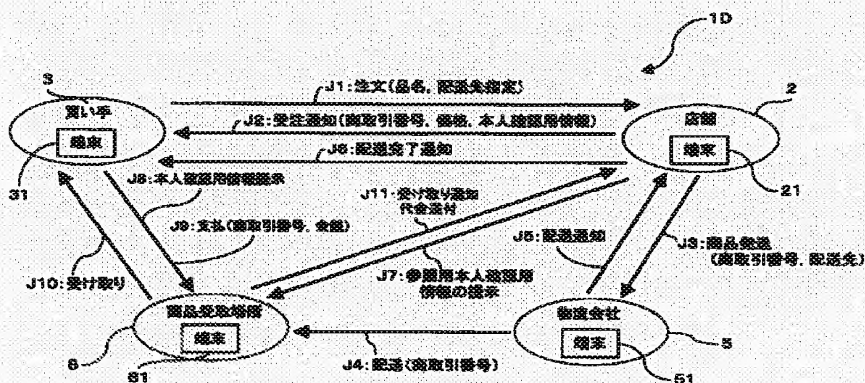 1D
J1:注文(品名,配送先指定)
3
買い手
2
店舗
J2:受注通知(商取引番号,価格,本人確認用情報)
端末
端末
J6:配送完了通知
31
21
J8:本人確認用情報提示
J11:受け取り通知
代金送付
J9:支払(商取引番号,金銭)
J5:配送通知
J3:商品発送
(商取引番号,配送先)
J10:受け取り
J7:参照用本人確認用
情報の提示
商品受取場所
物流会社
端末
端末
6
5
61
J4:配送(商取引番号)
51